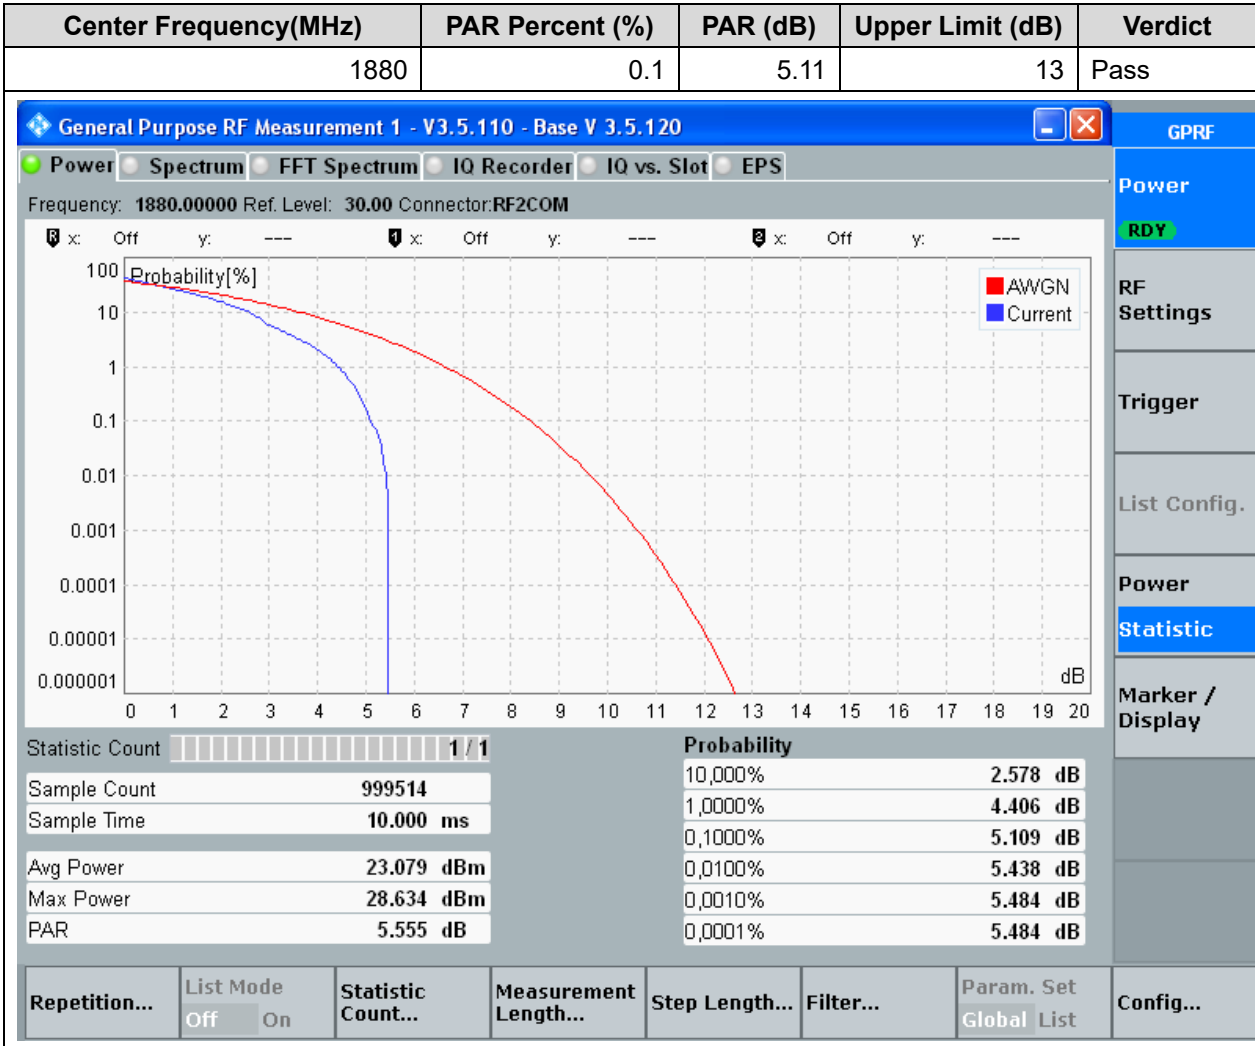 Center Frequency(MHz) PAR Percent (%) PAR (dB) Upper Limit (dB) Verdict
1880 0.1 5.11 13 Pass
General Purpose RF Measurement 1 - V3.5.110 - Base V 3.5.120
GPRF
Power Spectrum FFT Spectrum IQ Recorder IQ vs. Slot EPS
Power
RDY
Frequency: 1880.00000 Ref. Level: 30.00 Connector:RF2COM
R x: Off y: --- 1 x: Off y: --- 2 x: Off y: ---
Probability[%]
AWGN
Current
100
10
1
0.1
0.01
0.001
0.0001
0.00001
0.000001
dB
0 1 2 3 4 5 6 7 8 9 10 11 12 13 14 15 16 17 18 19 20
RF
Settings
Trigger
List Config.
Power
Statistic
Marker /
Display
Statistic Count 1 / 1
Sample Count 999514
Sample Time 10.000 ms
Avg Power 23.079 dBm
Max Power 28.634 dBm
PAR 5.555 dB
Probability
10,000% 2.578 dB
1,0000% 4.406 dB
0,1000% 5.109 dB
0,0100% 5.438 dB
0,0010% 5.484 dB
0,0001% 5.484 dB
Repetition...
List Mode
Off On
Statistic
Count...
Measurement
Length...
Step Length...
Filter...
Param. Set
Global List
Config...